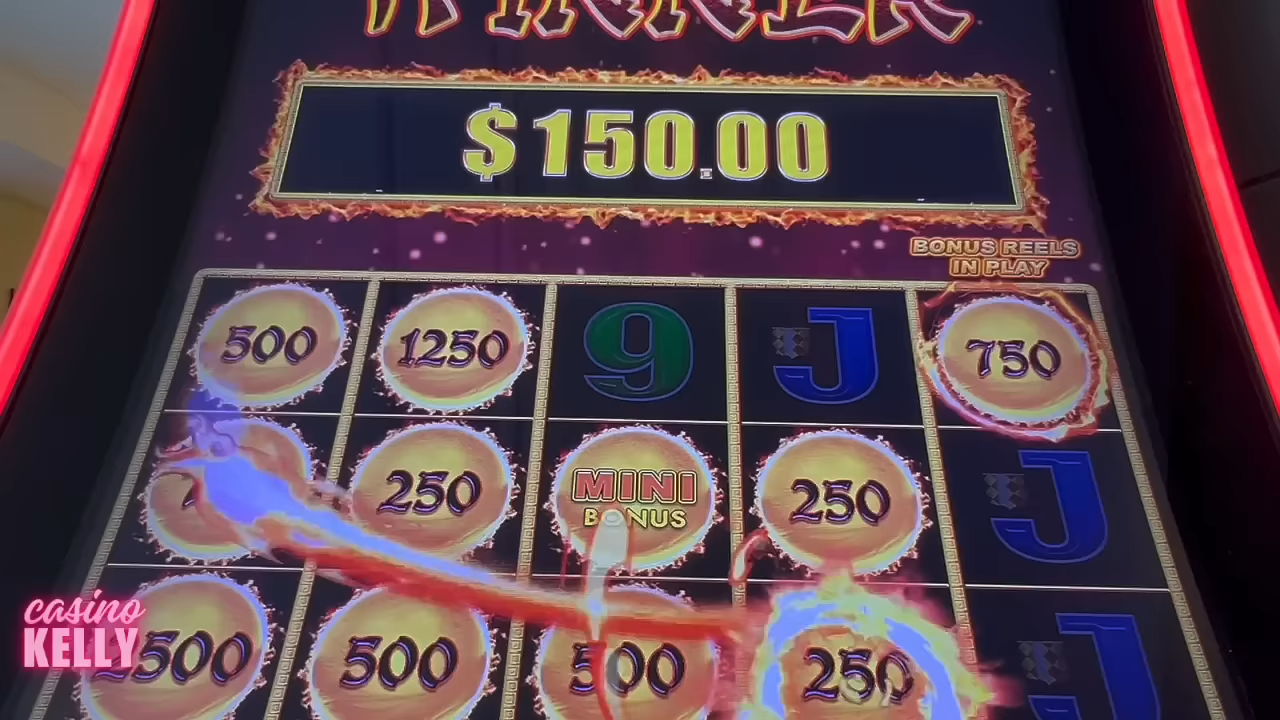 WINNER
$150.00
BONUS REELS
IN PLAY
500 1250 9 J 750
250 MINI 250 J
BONUS
500 500 500 250 J
casino
KELLY